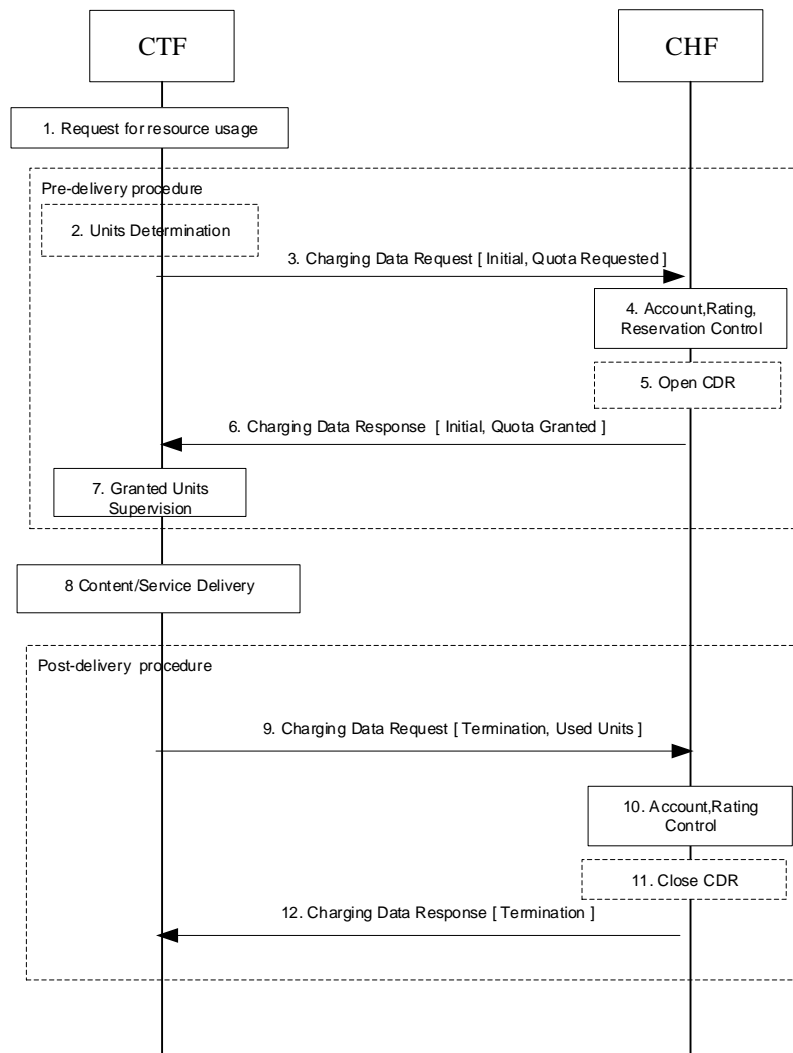 CTF
CHF
1. Request for resource usage
Pre-delivery procedure
2. Units Determination
3. Charging Data Request [ Initial, Quota Requested ]
4. Account,Rating,
Reservation Control
5. Open CDR
6. Charging Data Response [ Initial, Quota Granted ]
7. Granted Units
Supervision
8 Content/Service Delivery
Post-delivery procedure
9. Charging Data Request [ Termination, Used Units ]
10. Account,Rating
Control
11. Close CDR
12. Charging Data Response [ Termination ]